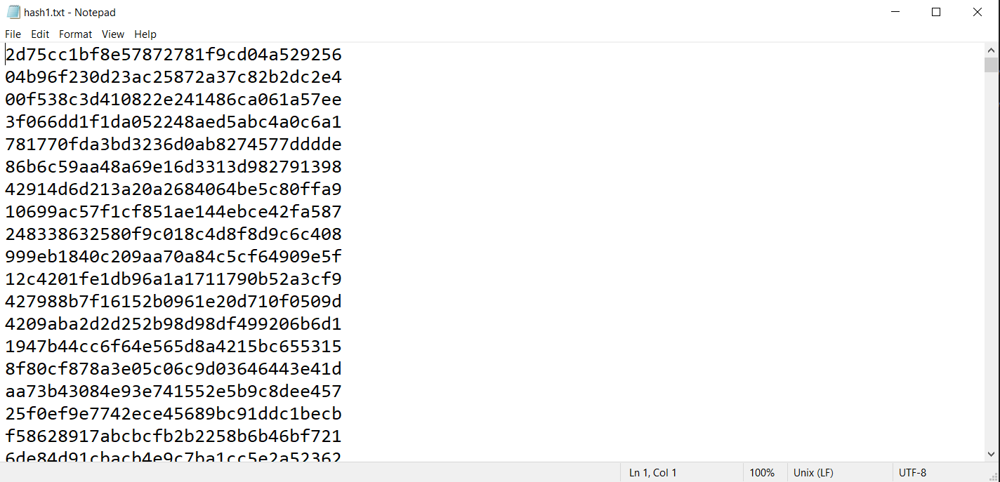 hash1.txt - Notepad
File Edit Format View Help
2d75cc1bf8e57872781f9cd04a529256
04b96f230d23ac25872a37c82b2dc2e4
00f538c3d410822e241486ca061a57ee
3f066dd1f1da052248aed5abc4a0c6a1
781770fda3bd3236d0ab8274577dddde
86b6c59aa48a69e16d3313d982791398
42914d6d213a20a2684064be5c80ffa9
10699ac57f1cf851ae144ebce42fa587
248338632580f9c018c4d8f8d9c6c408
999eb1840c209aa70a84c5cf64909e5f
12c4201fe1db96a1a1711790b52a3cf9
427988b7f16152b0961e20d710f0509d
4209aba2d2d252b98d98df499206b6d1
1947b44cc6f64e565d8a4215bc655315
8f80cf878a3e05c06c9d03646443e41d
aa73b43084e93e741552e5b9c8dee457
25f0ef9e7742ece45689bc91ddc1becb
f58628917abcbcfb2b2258b6b46bf721
6de84d91cbacb4e9c7ba1cc5e2a52362
Ln 1, Col 1 100% Unix (LF) UTF-8